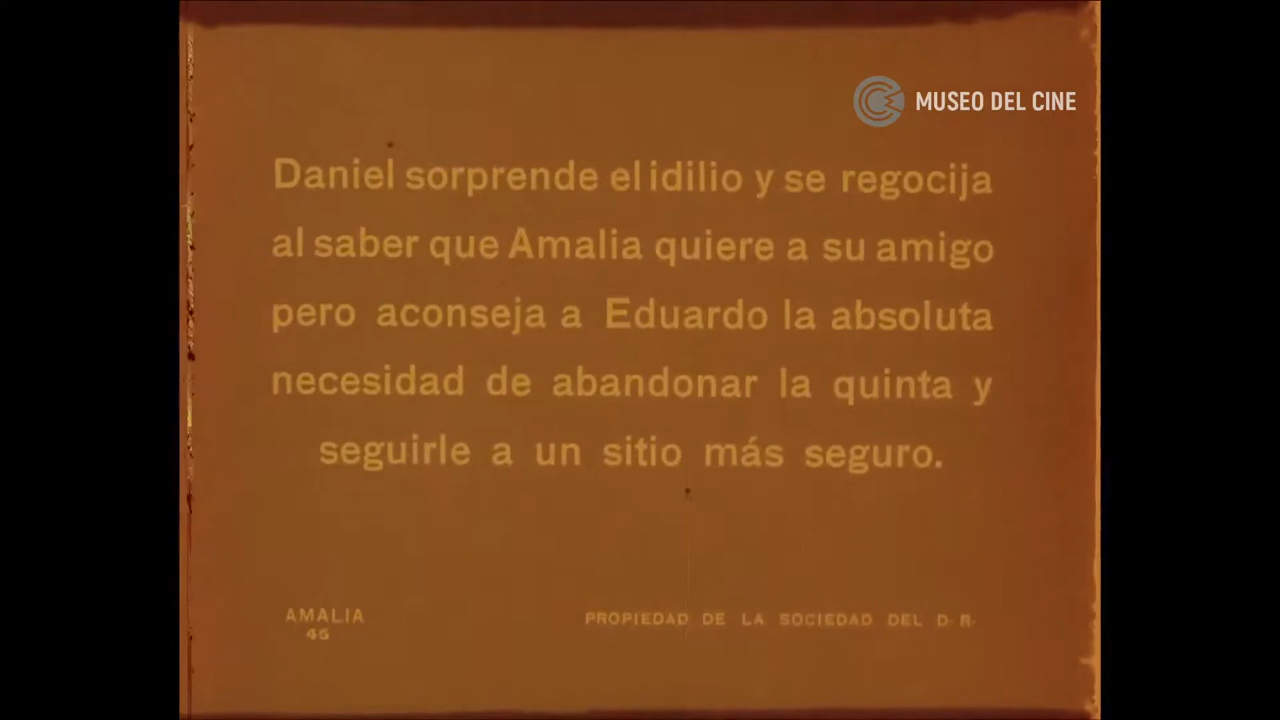 MUSEO DEL CINE
Daniel sorprende el idilio y se regocija
al saber que Amalia quiere a su amigo
pero aconseja a Eduardo la absoluta
necesidad de abandonar la quinta y
seguirle a un sitio más seguro.
AMALIA
46
PROPIEDAD DE LA SOCIEDAD DEL D. R.